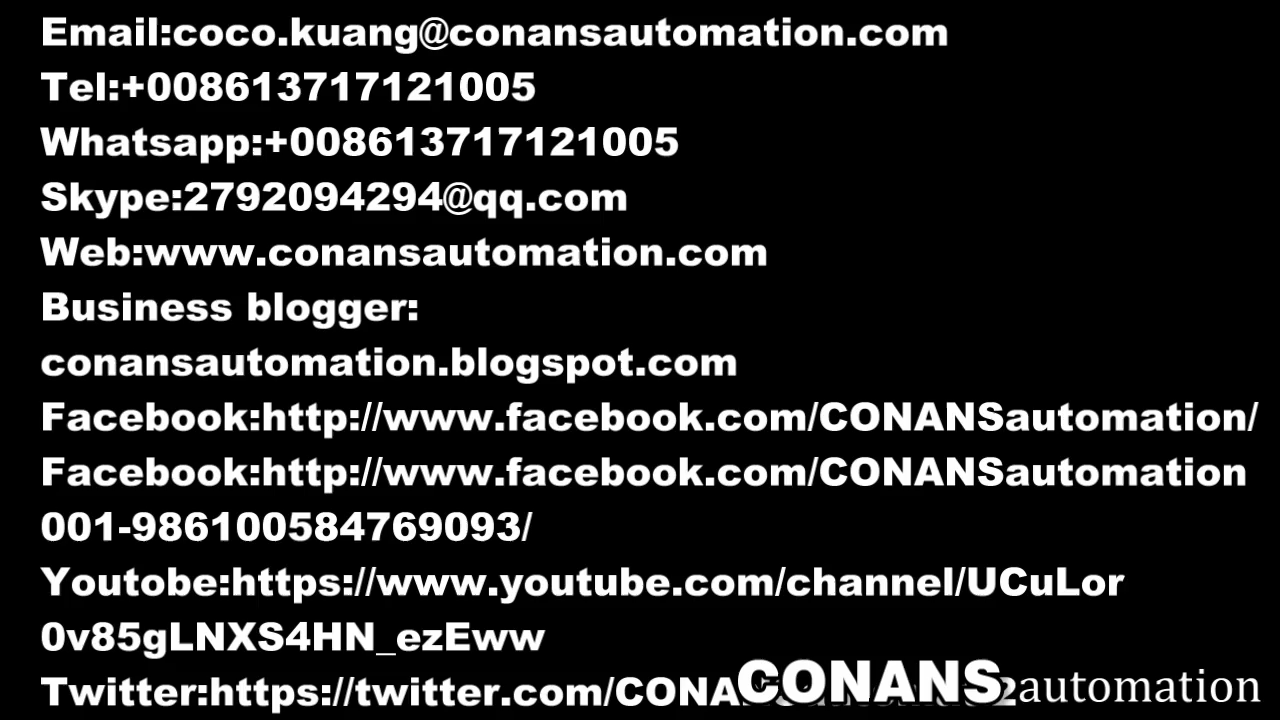 Email:coco.kuang@conansautomation.com
Tel:+008613717121005
Whatsapp:+008613717121005
Skype:2792094294@qq.com
Web:www.conansautomation.com
Business blogger:
conansautomation.blogspot.com
Facebook:http://www.facebook.com/CONANSautomation/
Facebook:http://www.facebook.com/CONANSautomation
001-986100584769093/
Youtobe:https://www.youtube.com/channel/UCuLor
0v85gLNXS4HN_ezEww
Twitter:https://twitter.com/CONA
CONANSautomation